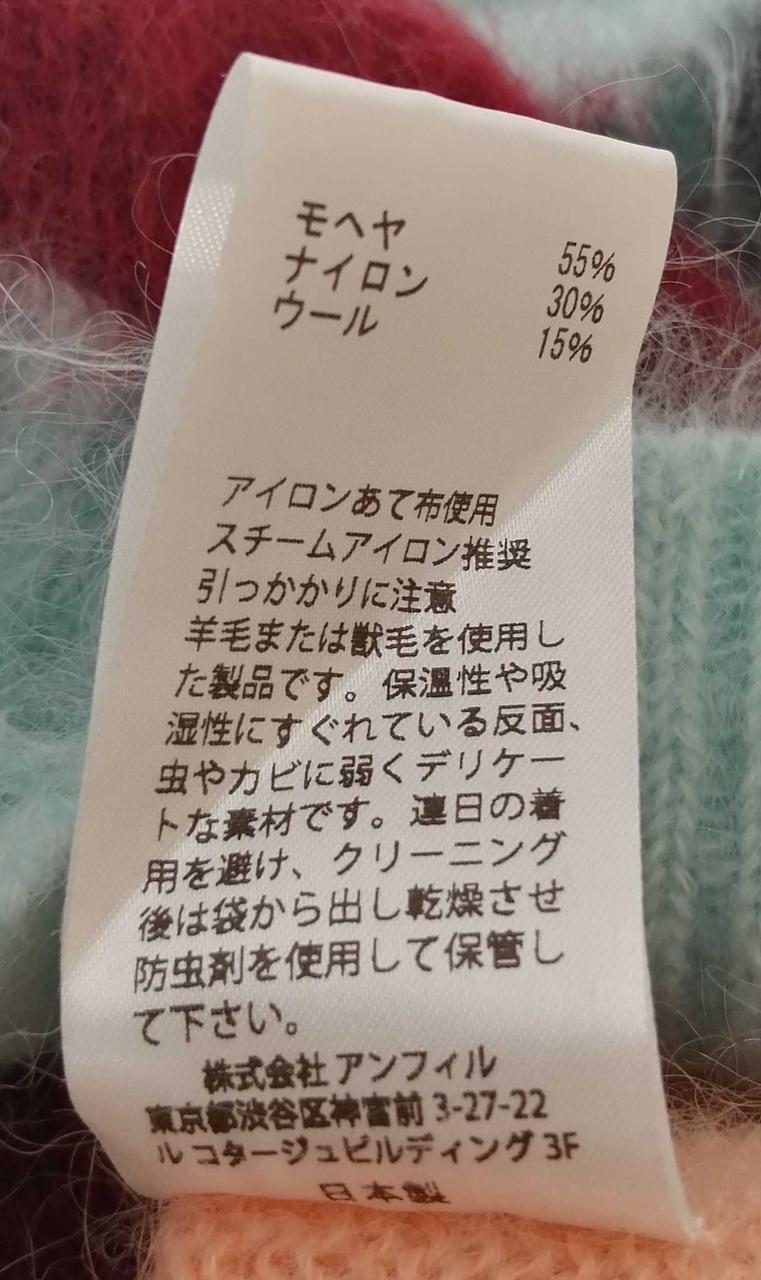 モヘヤ 55%
ナイロン 30%
ウール 15%
アイロンあて布使用
スチームアイロン推奨
引っかかりに注意
羊毛または獣毛を使用し
た製品です。保温性や吸
湿性にすぐれている反面、
虫やカビに弱くデリケー
トな素材です。連日の着
用を避け、クリーニング
後は袋から出し乾燥させ
防虫剤を使用して保管し
て下さい。
株式会社アンフィル
東京都渋谷区神宮前 3-27-22
ル コタージュビルディング 3F
日本製